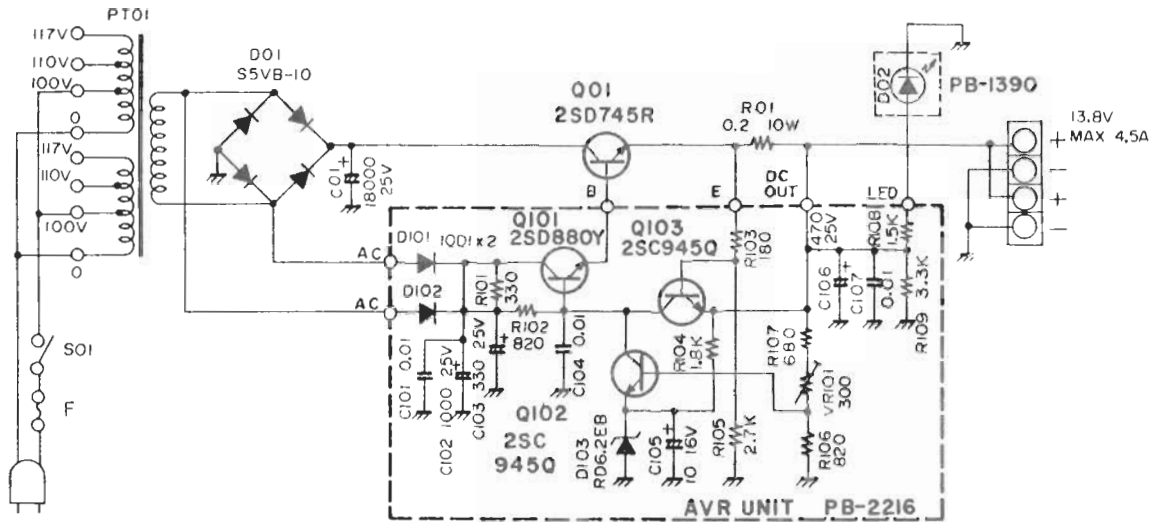 PT01
117V
110V
100V
0
117V
110V
100V
0
S01
F
D01
S5VB-10
C01
18000
25V
+
Q01
2SD745R
R01
0.2 10W
D02
PB-1390
13.8V
MAX 4,5A
+
−
+
−
B
E
DC
OUT
LED
AC
AC
D101
10D1 x 2
D102
Q101
2SD880Y
Q103
2SC945Q
R101
330
R102
820
R103
180
R104
1.8K
R105
2.7K
R107
680
VR101
300
R106
820
R108
1.5K
R109 3.3K
C106
470
25V
+
C107
0.01
C101 0.01
C102 1000 25V
+
C103 330 25V
+
C104 0.01
Q102
2SC
945Q
D103
RD6.2EB
C105
10 16V
+
AVR UNIT PB-2216